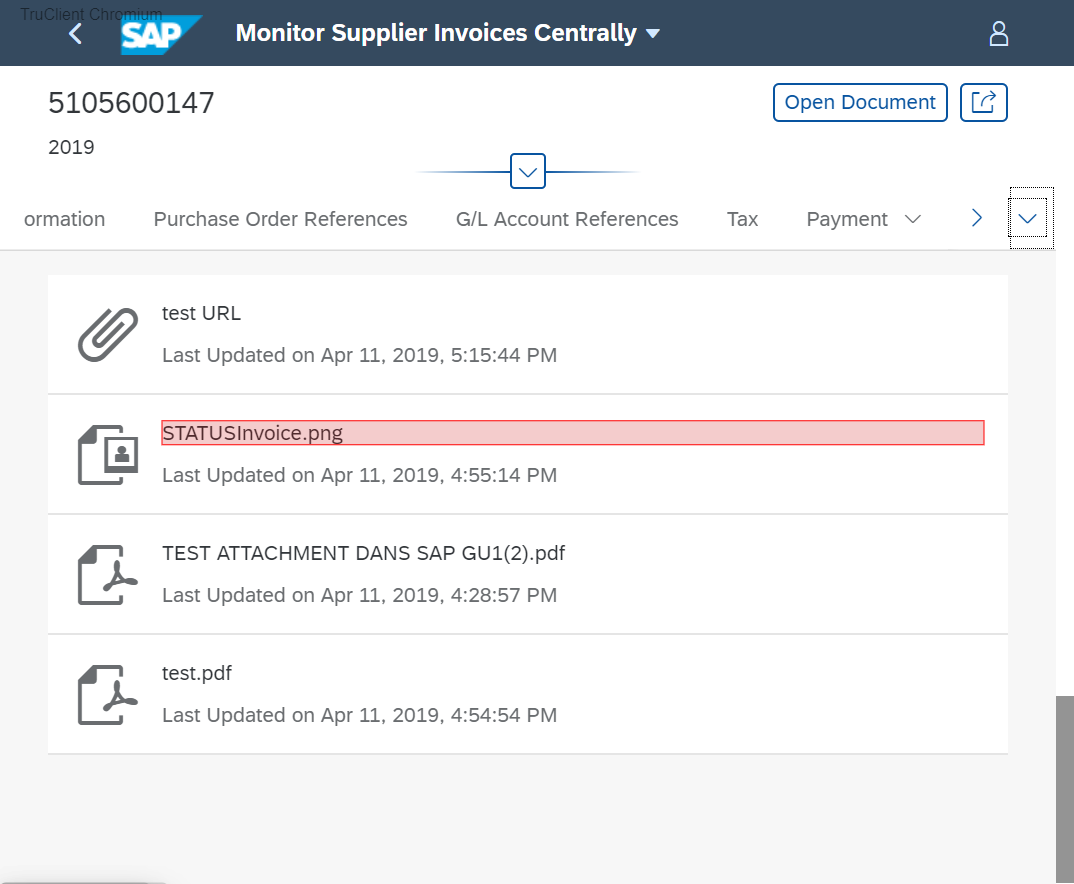 TruClient Chromium
SAP Monitor Supplier Invoices Centrally
5105600147
Open Document
2019
ormation Purchase Order References G/L Account References Tax Payment
test URL
Last Updated on Apr 11, 2019, 5:15:44 PM
STATUSInvoice.png
Last Updated on Apr 11, 2019, 4:55:14 PM
TEST ATTACHMENT DANS SAP GU1(2).pdf
Last Updated on Apr 11, 2019, 4:28:57 PM
test.pdf
Last Updated on Apr 11, 2019, 4:54:54 PM